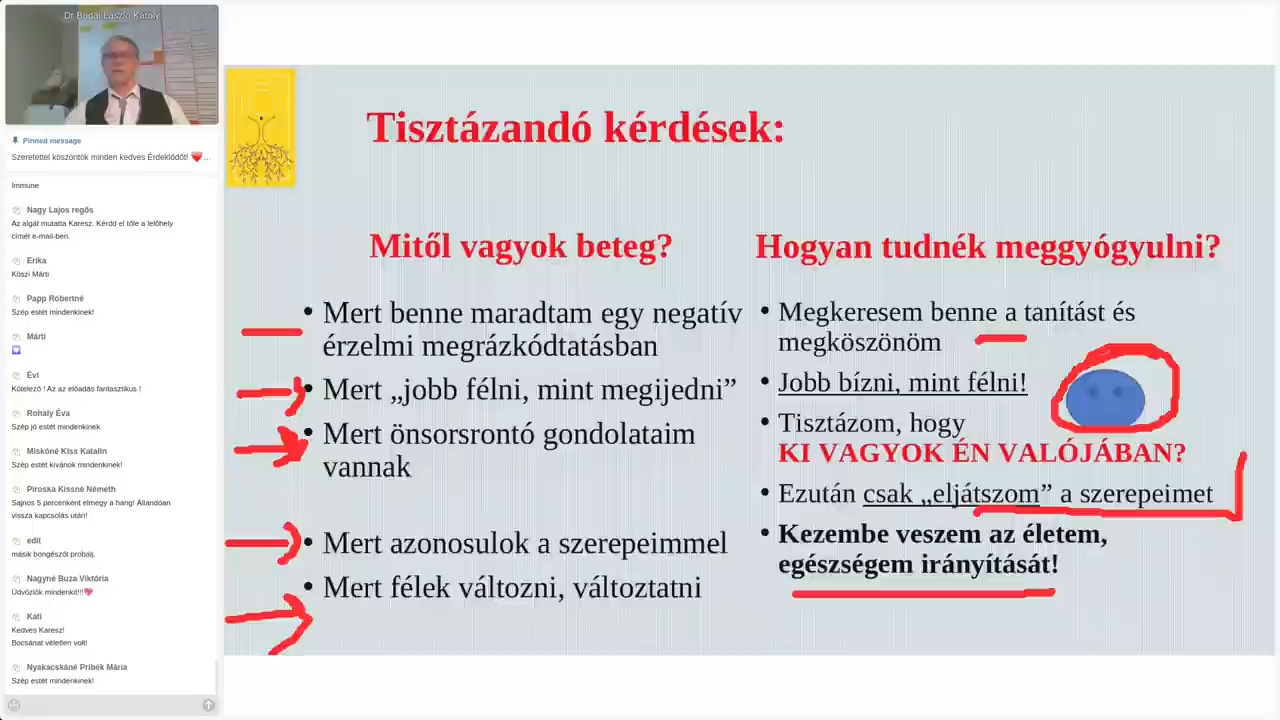 Dr Budai László Károly
Pinned message
Szeretettel köszöntök minden kedves Érdeklődőt! ❤️...
Immune
Nagy Lajos regős
Az algát mutatta Karesz. Kérdd el tőle a lelőhely
címét e-mail-ben.
Erika
Köszi Márti
Papp Róbertné
Szép estét mindenkinek!
Márti
Évi
Kötelező ! Az az előadás fantasztikus !
Rohaly Éva
Szép jó estét mindenkinek.
Miskóné Kiss Katalin
Szép estét kívánok mindenkinek!
Piroska Kissné Németh
Sajnos 5 percenként elmegy a hang! Állandóan
vissza kapcsolás után!
edit
másik bongészőt probálj.
Nagyné Buza Viktória
Üdvözlök mindenkit!!!💖
Kati
Kedves Karesz!
Bocsánat véletlen volt!
Nyakacskáné Pribék Mária
Szép estét mindenkinek!
Tisztázandó kérdések:
Mitől vagyok beteg?
• Mert benne maradtam egy negatív
érzelmi megrázkódtatásban
• Mert „jobb félni, mint megijedni”
• Mert önsorsrontó gondolataim
vannak
• Mert azonosulok a szerepeimmel
• Mert félek változni, változtatni
Hogyan tudnék meggyógyulni?
• Megkeresem benne a tanítást és
megköszönöm
• Jobb bízni, mint félni!
• Tisztázom, hogy
KI VAGYOK ÉN VALÓJÁBAN?
• Ezután csak „eljátszom” a szerepeimet
• Kezembe veszem az életem,
egészségem irányítását!